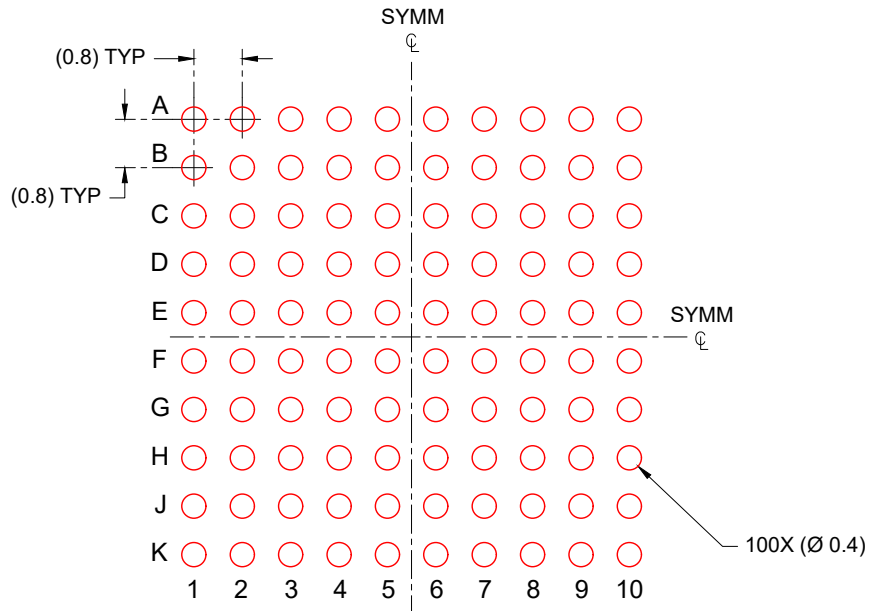 SYMM
℄
(0.8) TYP
A
B
(0.8) TYP
C
D
E
SYMM
℄
F
G
H
J
K
100X (Ø 0.4)
1 2 3 4 5 6 7 8 9 10